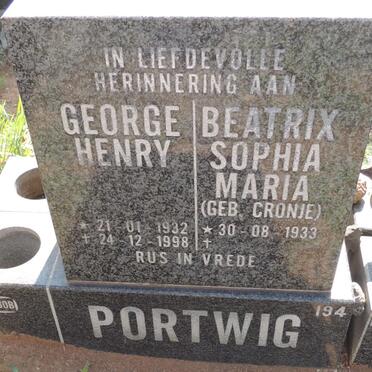 IN LIEFDEVOLLE
HERINNERING AAN
GEORGE
HENRY
* 21-01-1932
+ 24-12-1998
BEATRIX
SOPHIA
MARIA
(GEB. CRONJE)
* 30-08-1933
+
RUS IN VREDE
PORTWIG
194